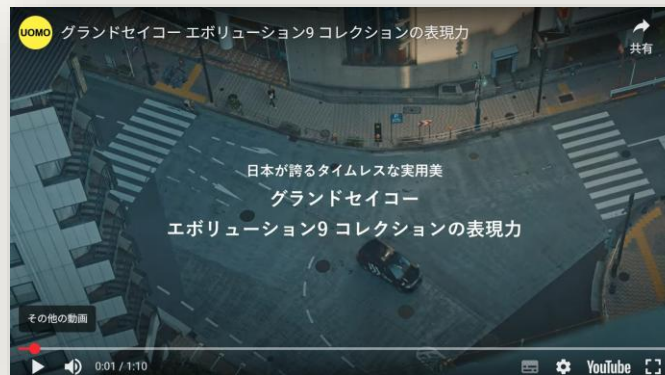 UOMO
グランドセイコー エボリューション9 コレクションの表現力
共有
日本が誇るタイムレスな実用美
グランドセイコー
エボリューション9 コレクションの表現力
その他の動画
0:01 / 1:10
YouTube